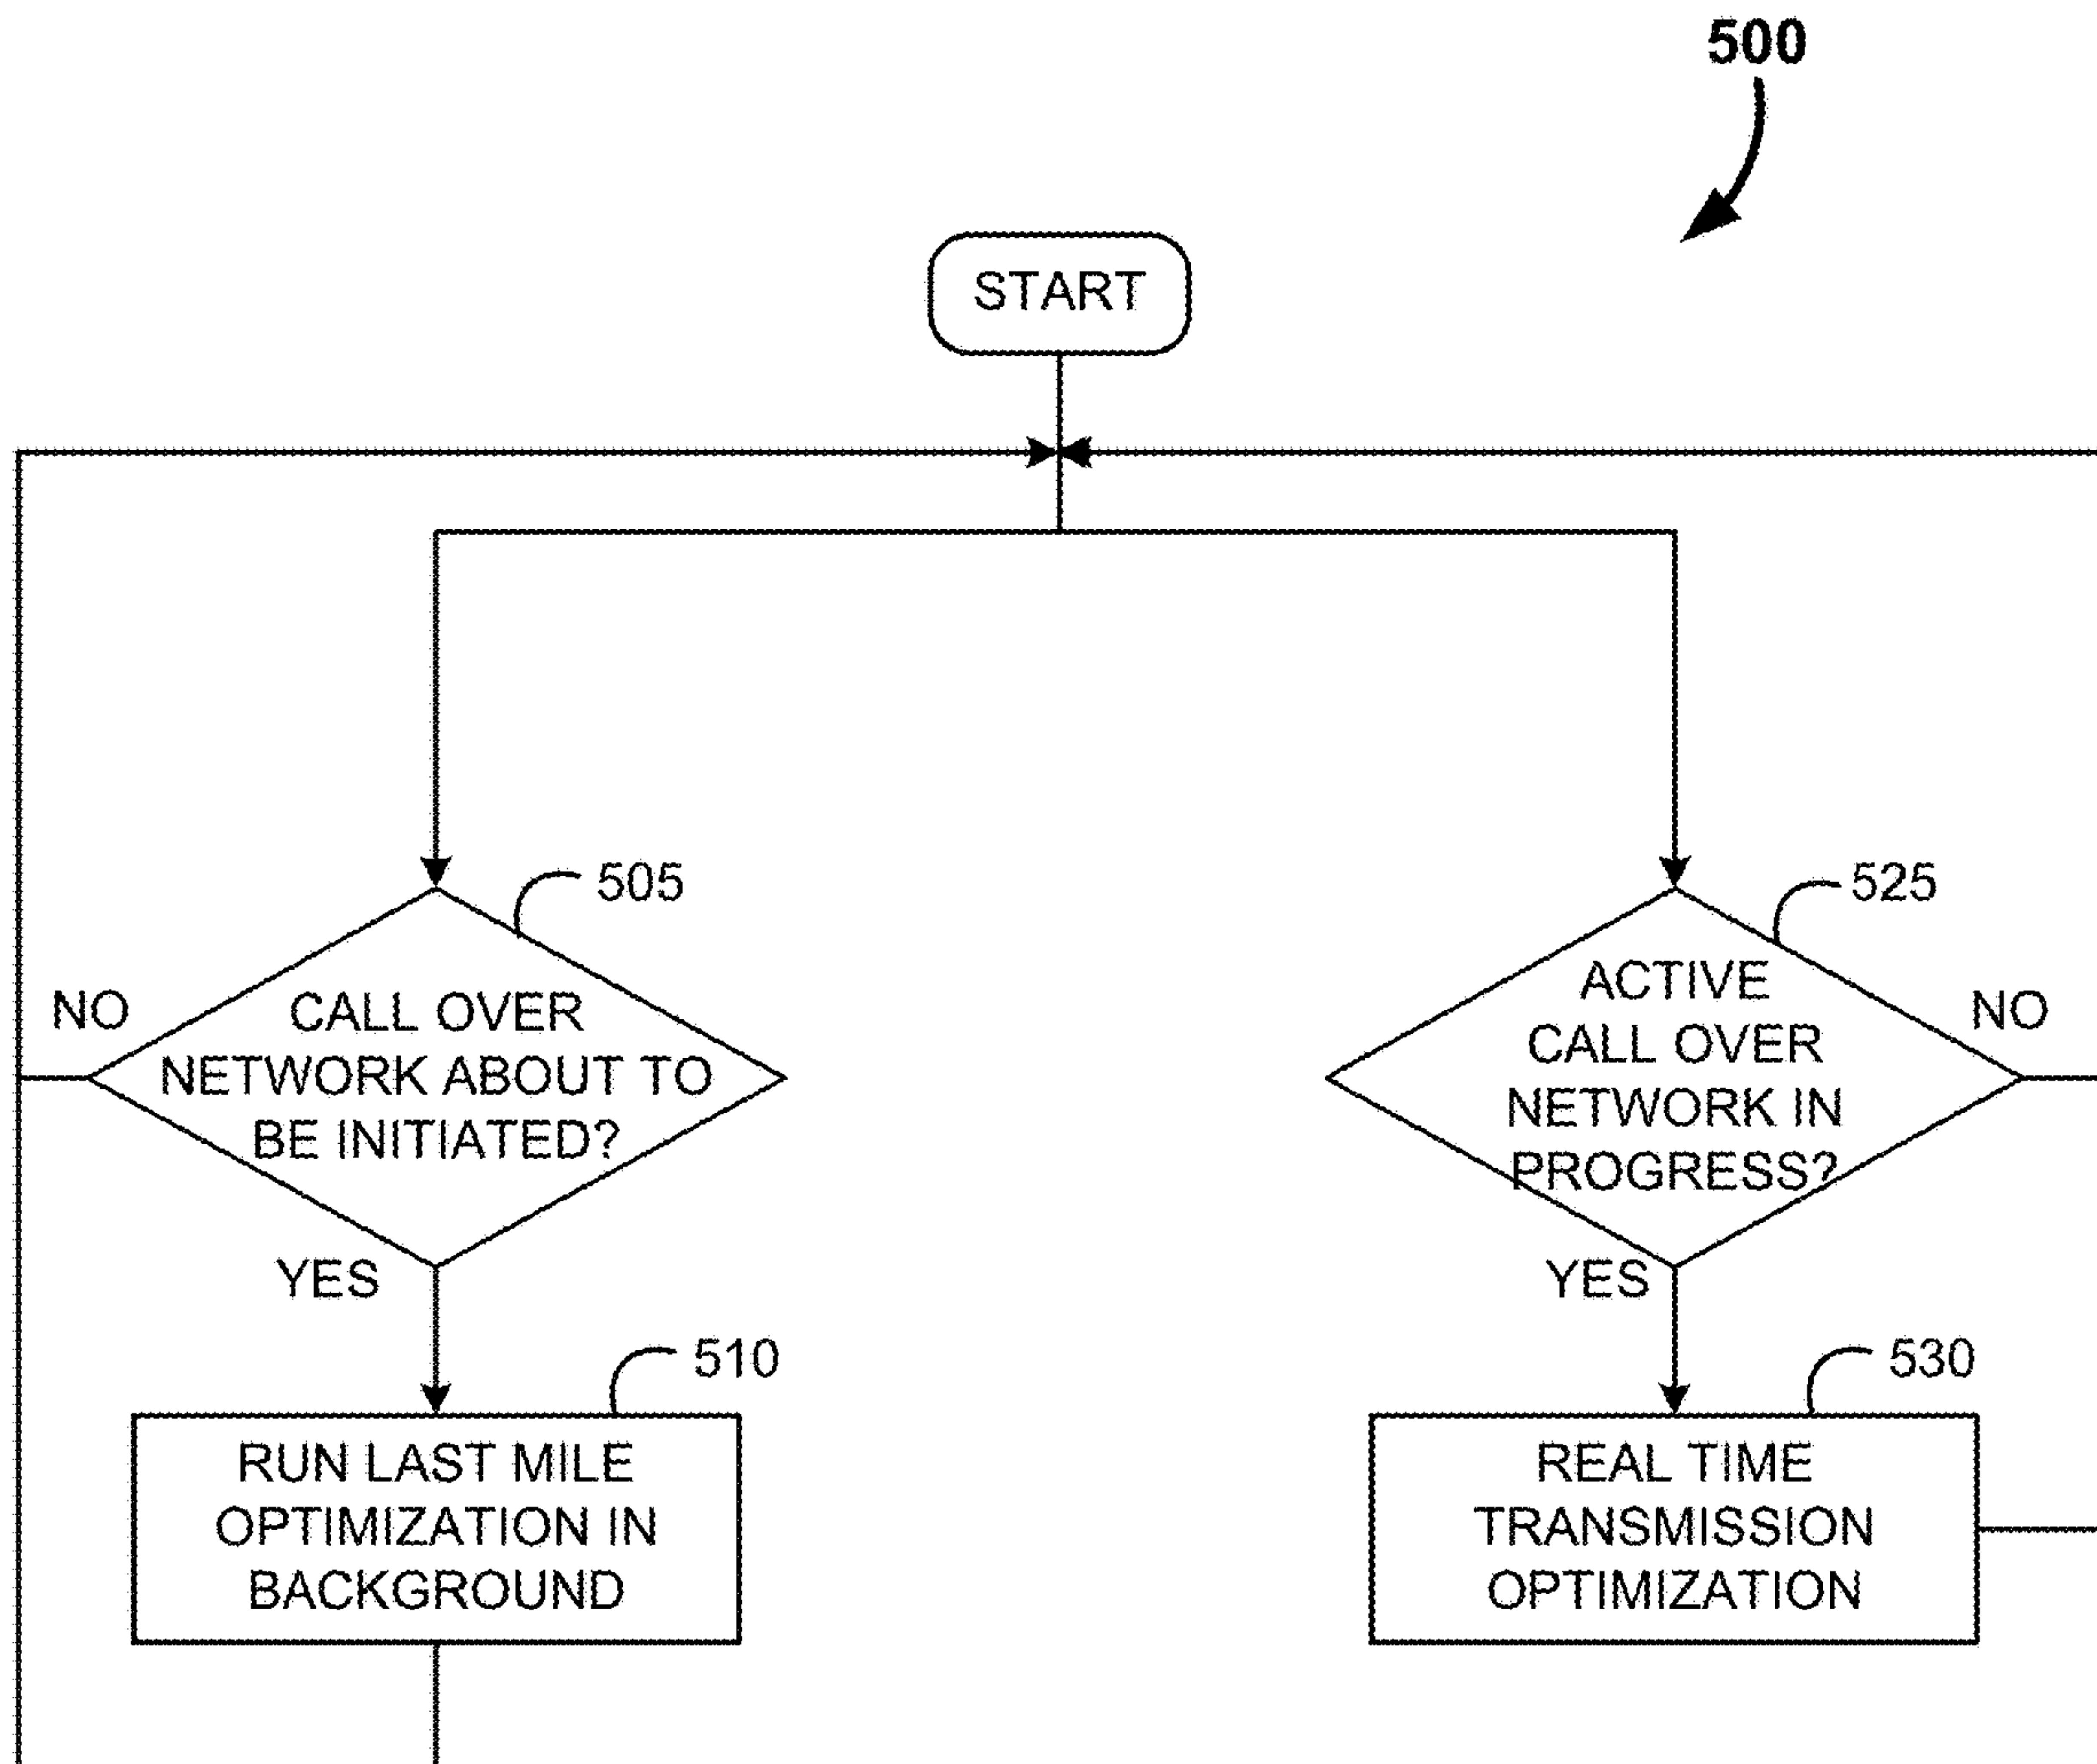 500
START
505
CALL OVER
NETWORK ABOUT TO
BE INITIATED?
NO
YES
525
ACTIVE
CALL OVER
NETWORK IN
PROGRESS?
NO
YES
510
RUN LAST MILE
OPTIMIZATION IN
BACKGROUND
530
REAL TIME
TRANSMISSION
OPTIMIZATION